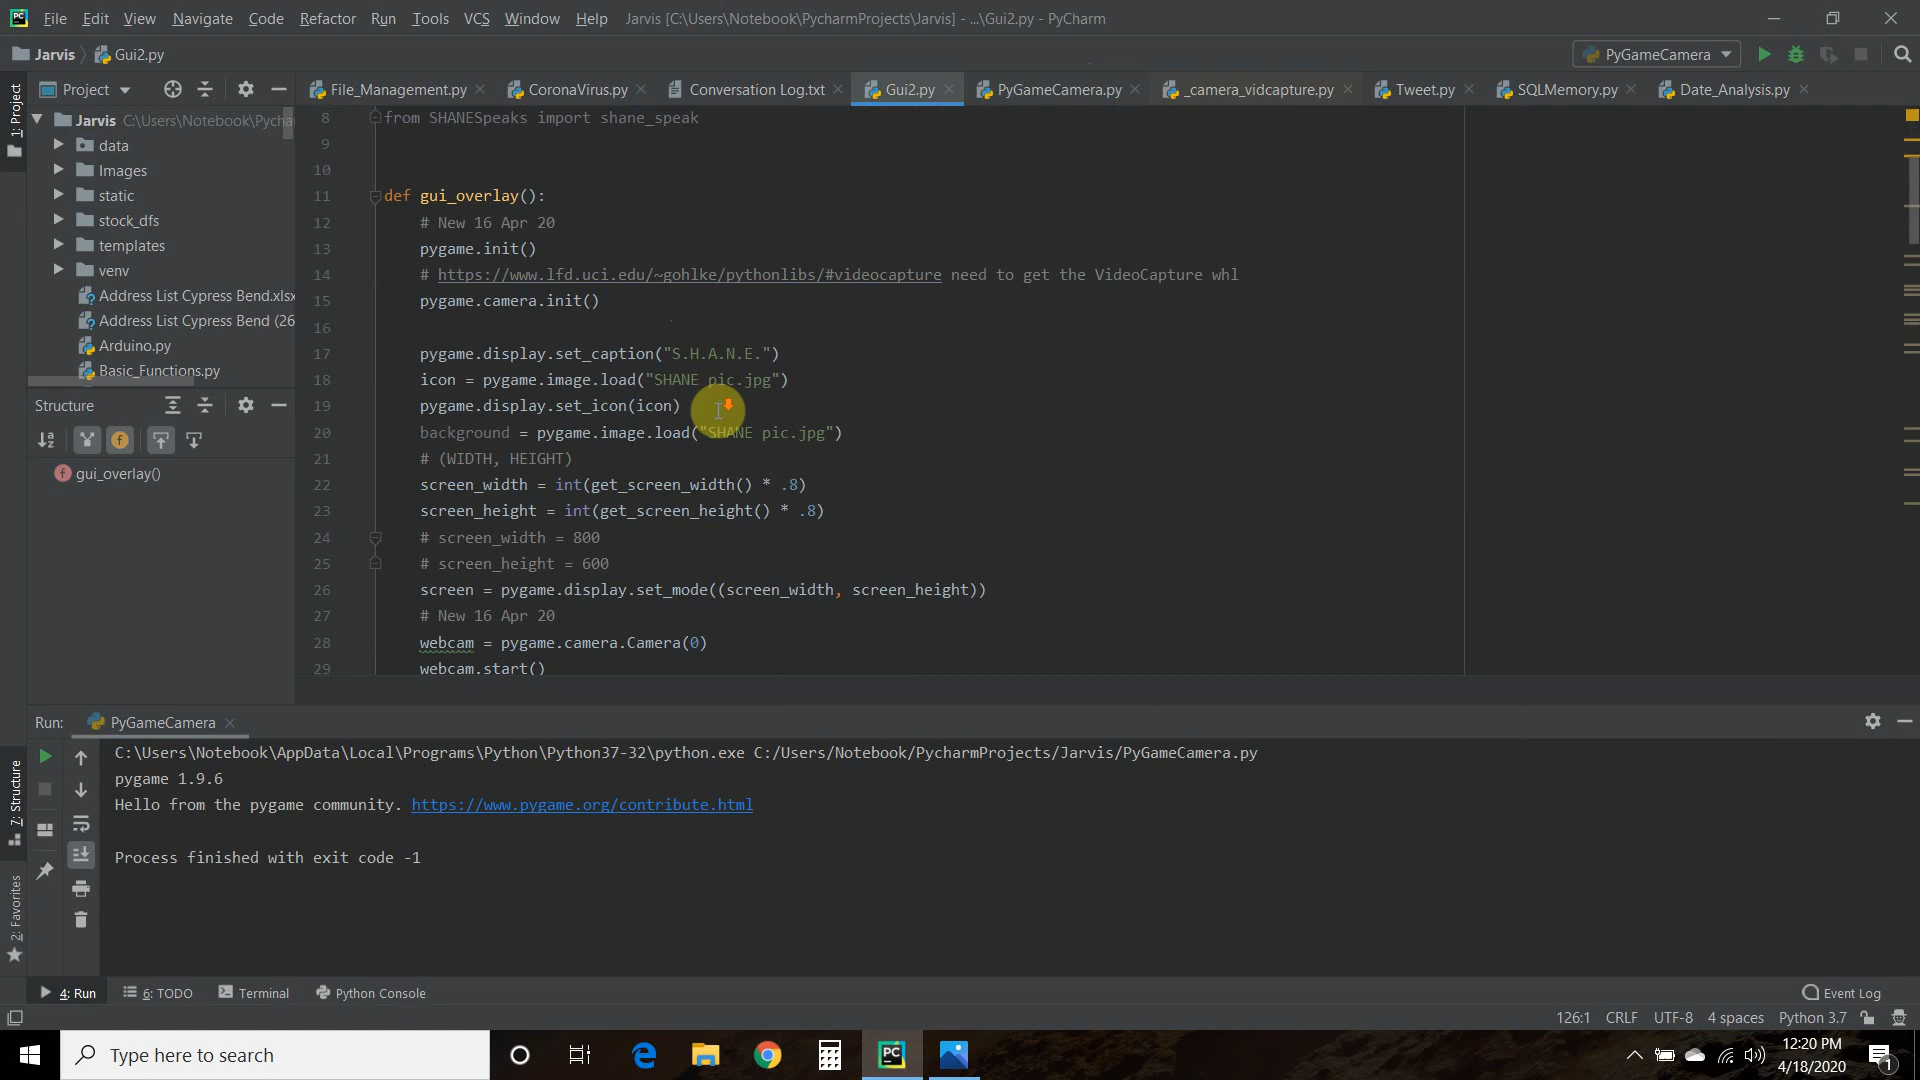 File Edit View Navigate Code Refactor Run Tools VCS Window Help Jarvis [C:\Users\Notebook\PycharmProjects\Jarvis] - ...\Gui2.py - PyCharm
Jarvis Gui2.py PyGameCamera
1: Project
Project
File_Management.py CoronaVirus.py Conversation Log.txt Gui2.py PyGameCamera.py _camera_vidcapture.py Tweet.py SQLMemory.py Date_Analysis.py
Jarvis C:\Users\Notebook\Pychar
data
Images
static
stock_dfs
templates
venv
Address List Cypress Bend.xlsx
Address List Cypress Bend (26
Arduino.py
Basic_Functions.py
Structure
gui_overlay()
8 from SHANESpeaks import shane_speak
9
10
11 def gui_overlay():
12 # New 16 Apr 20
13 pygame.init()
14 # https://www.lfd.uci.edu/~gohlke/pythonlibs/#videocapture need to get the VideoCapture whl
15 pygame.camera.init()
16
17 pygame.display.set_caption("S.H.A.N.E.")
18 icon = pygame.image.load("SHANE pic.jpg")
19 pygame.display.set_icon(icon)
20 background = pygame.image.load("SHANE pic.jpg")
21 # (WIDTH, HEIGHT)
22 screen_width = int(get_screen_width() * .8)
23 screen_height = int(get_screen_height() * .8)
24 # screen_width = 800
25 # screen_height = 600
26 screen = pygame.display.set_mode((screen_width, screen_height))
27 # New 16 Apr 20
28 webcam = pygame.camera.Camera(0)
29 webcam.start()
Run: PyGameCamera
C:\Users\Notebook\AppData\Local\Programs\Python\Python37-32\python.exe C:/Users/Notebook/PycharmProjects/Jarvis/PyGameCamera.py
pygame 1.9.6
Hello from the pygame community. https://www.pygame.org/contribute.html
Process finished with exit code -1
7: Structure
2: Favorites
4: Run 6: TODO Terminal Python Console Event Log
126:1 CRLF UTF-8 4 spaces Python 3.7
Type here to search
12:20 PM
4/18/2020
1